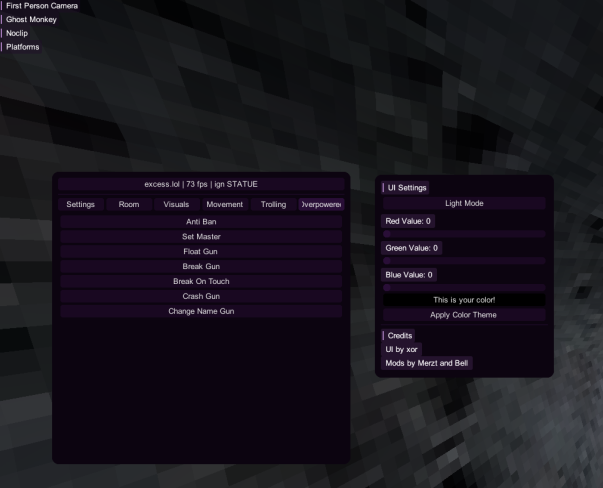 First Person Camera
Ghost Monkey
Noclip
Platforms
excess.lol | 73 fps | ign STATUE
Settings Room Visuals Movement Trolling Overpowered
Anti Ban
Set Master
Float Gun
Break Gun
Break On Touch
Crash Gun
Change Name Gun
UI Settings
Light Mode
Red Value: 0
Green Value: 0
Blue Value: 0
This is your color!
Apply Color Theme
Credits
UI by xor
Mods by Merzt and Bell